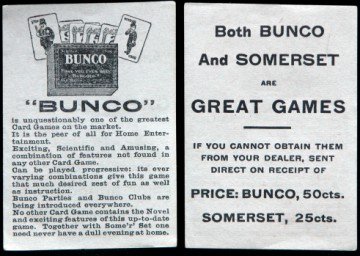 BUNCO
"BUNCO"
is unquestionably one of the greatest
Card Games on the market.
It is the peer of all for Home Enter-
tainment.
Exciting, Scientific and Amusing, a
combination of features not found in
any other Card Game.
Can be played progressive: its ever
varying combinations give this game
that much desired sest of fun as well
as instruction.
Bunco Parties and Bunco Clubs are
being introduced everywhere.
No other Card Game contains the Novel
and exciting features of this up-to-date
game. Together with Some'r' Set one
need never have a dull evening at home.
Both BUNCO
And SOMERSET
ARE
GREAT GAMES
IF YOU CANNOT OBTAIN THEM
FROM YOUR DEALER, SENT
DIRECT ON RECEIPT OF
PRICE: BUNCO, 50cts.
SOMERSET, 25cts.